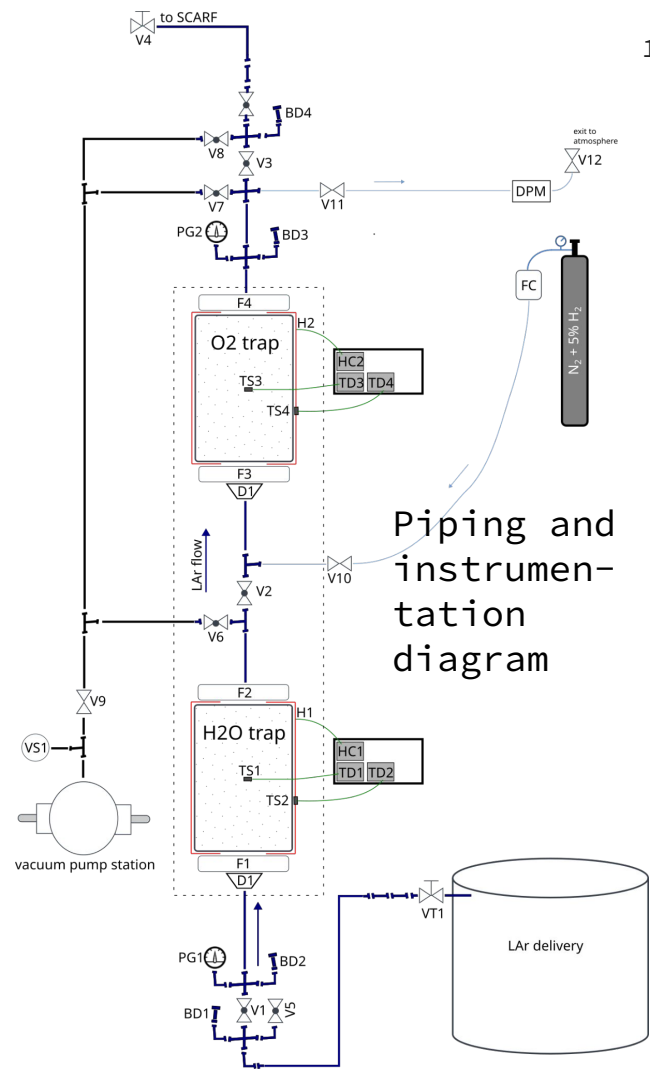 to SCARF
V4
1
BD4
V8
V3
exit to
atmosphere
V12
V7
V11
DPM
PG2
BD3
FC
N₂ + 5% H₂
F4
H2
O2 trap
HC2
TS3
TD3
TD4
TS4
F3
D1
LAr flow
V2
V10
Piping and
instrumen-
tation
diagram
V6
F2
V9
H1
H2O trap
VS1
HC1
TS1
TD1
TD2
TS2
vacuum pump station
F1
D1
VT1
LAr delivery
PG1
BD2
BD1
V1
V5